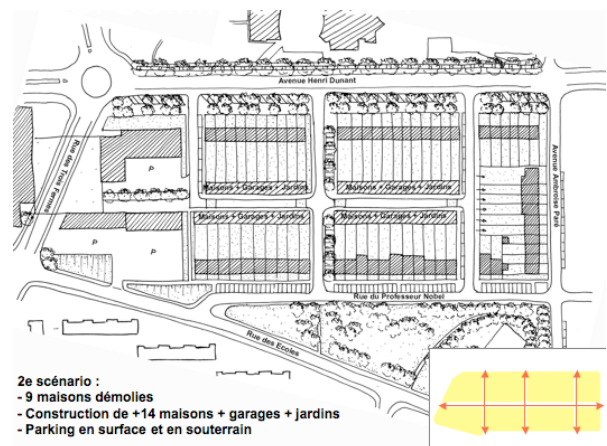 Avenue Henri Dunant
Rue des Trois Fermes
Avenue Ambroise Paré
P
Maisons + Garages + Jardins
Maisons + Garages + Jardins
Maisons + Garages + Jardins
Maisons + Garages + Jardins
P
P
Rue du Professeur Nobel
Rue des Ecoles
2e scénario :
- 9 maisons démolies
- Construction de +14 maisons + garages + jardins
- Parking en surface et en souterrain